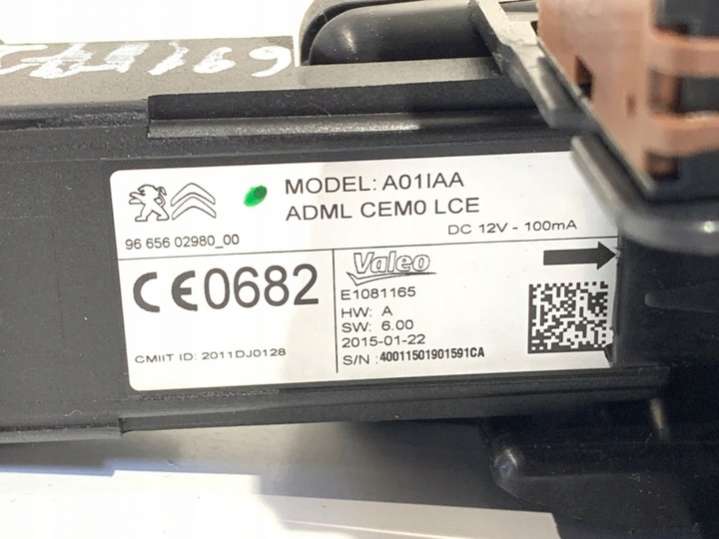 MODEL: A01IAA
ADML CEM0 LCE
DC 12V - 100mA
96 656 02980_00
CE0682
CMIIT ID: 2011DJ0128
Valeo
E1081165
HW: A
SW: 6.00
2015-01-22
S/N: 40011501901591CA